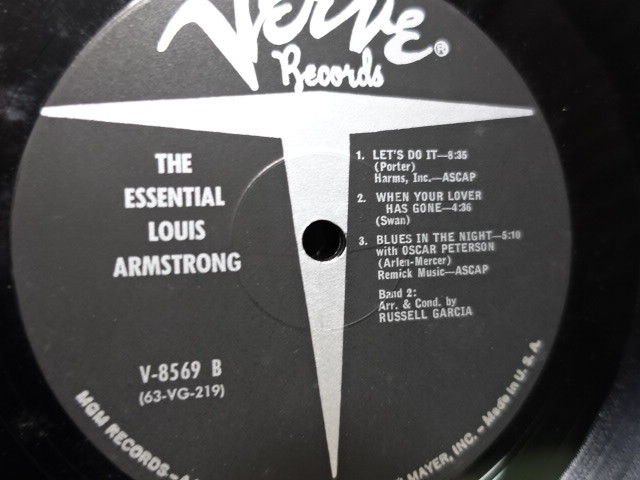 Verve®
Records
THE
ESSENTIAL
LOUIS
ARMSTRONG
1. LET'S DO IT—8:35
(Porter)
Harms, Inc.—ASCAP
2. WHEN YOUR LOVER
HAS GONE—4:36
(Swan)
3. BLUES IN THE NIGHT—5:10
with OSCAR PETERSON
(Arlen-Mercer)
Remick Music—ASCAP
Band 2:
Arr. & Cond. by
RUSSELL GARCIA
V-8569 B
(63-VG-219)
MGM RECORDS—A
MAYER, INC. – Made in U. S. A.